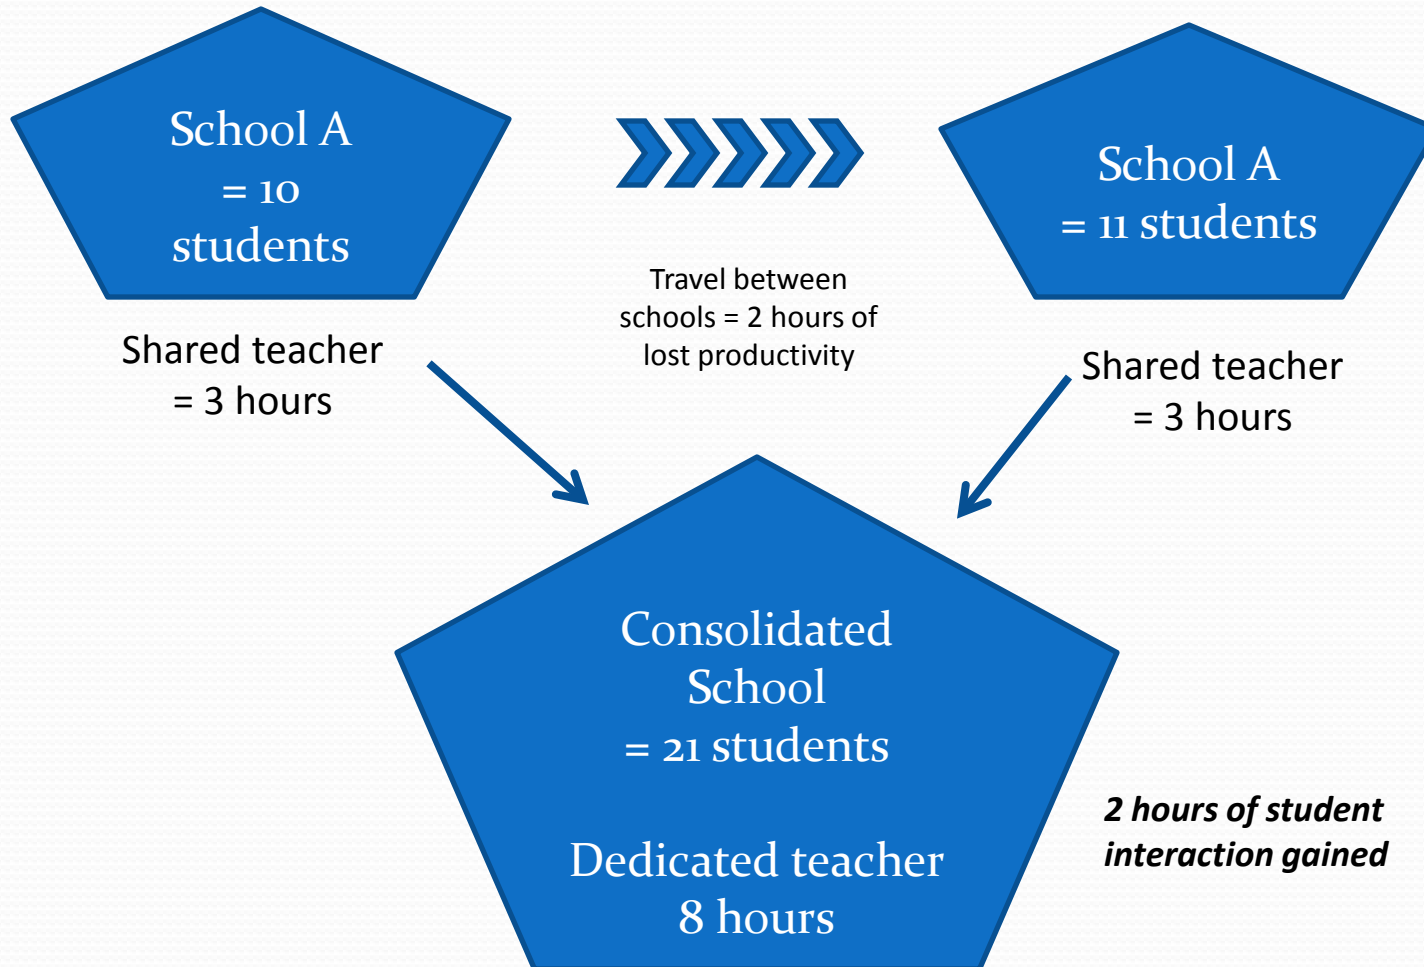 School A
= 10
students
School A
= 11 students
Travel between
schools = 2 hours of
lost productivity
Shared teacher
= 3 hours
Shared teacher
= 3 hours
Consolidated
School
= 21 students
Dedicated teacher
8 hours
2 hours of student
interaction gained